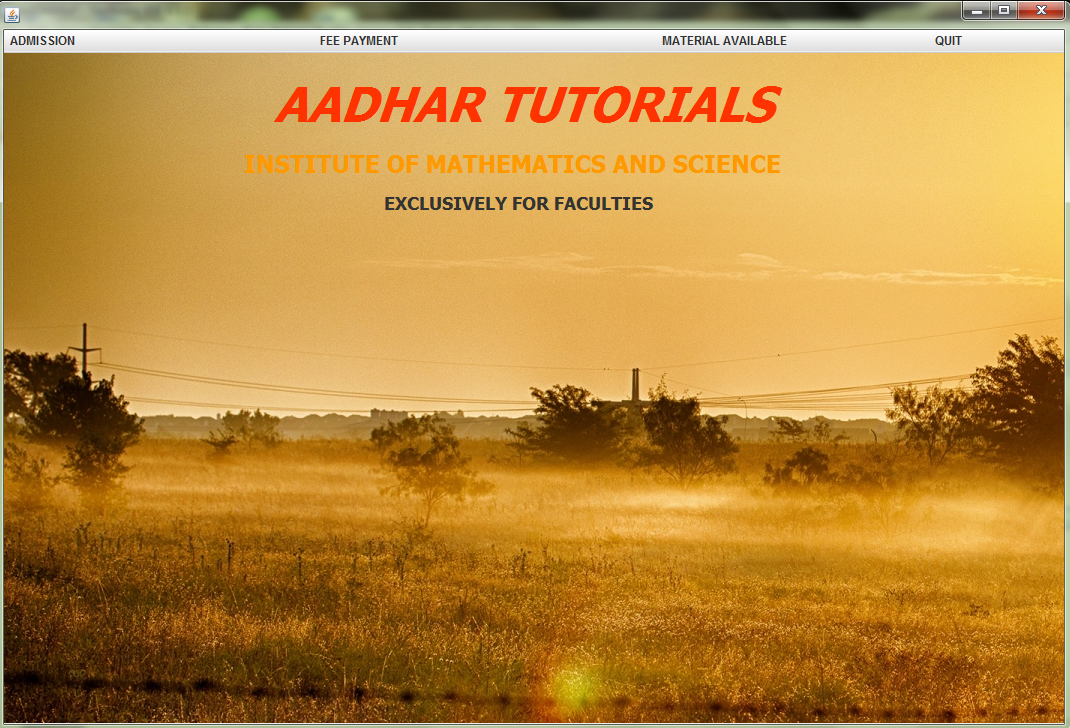 ADMISSION FEE PAYMENT MATERIAL AVAILABLE QUIT
AADHAR TUTORIALS
INSTITUTE OF MATHEMATICS AND SCIENCE
EXCLUSIVELY FOR FACULTIES